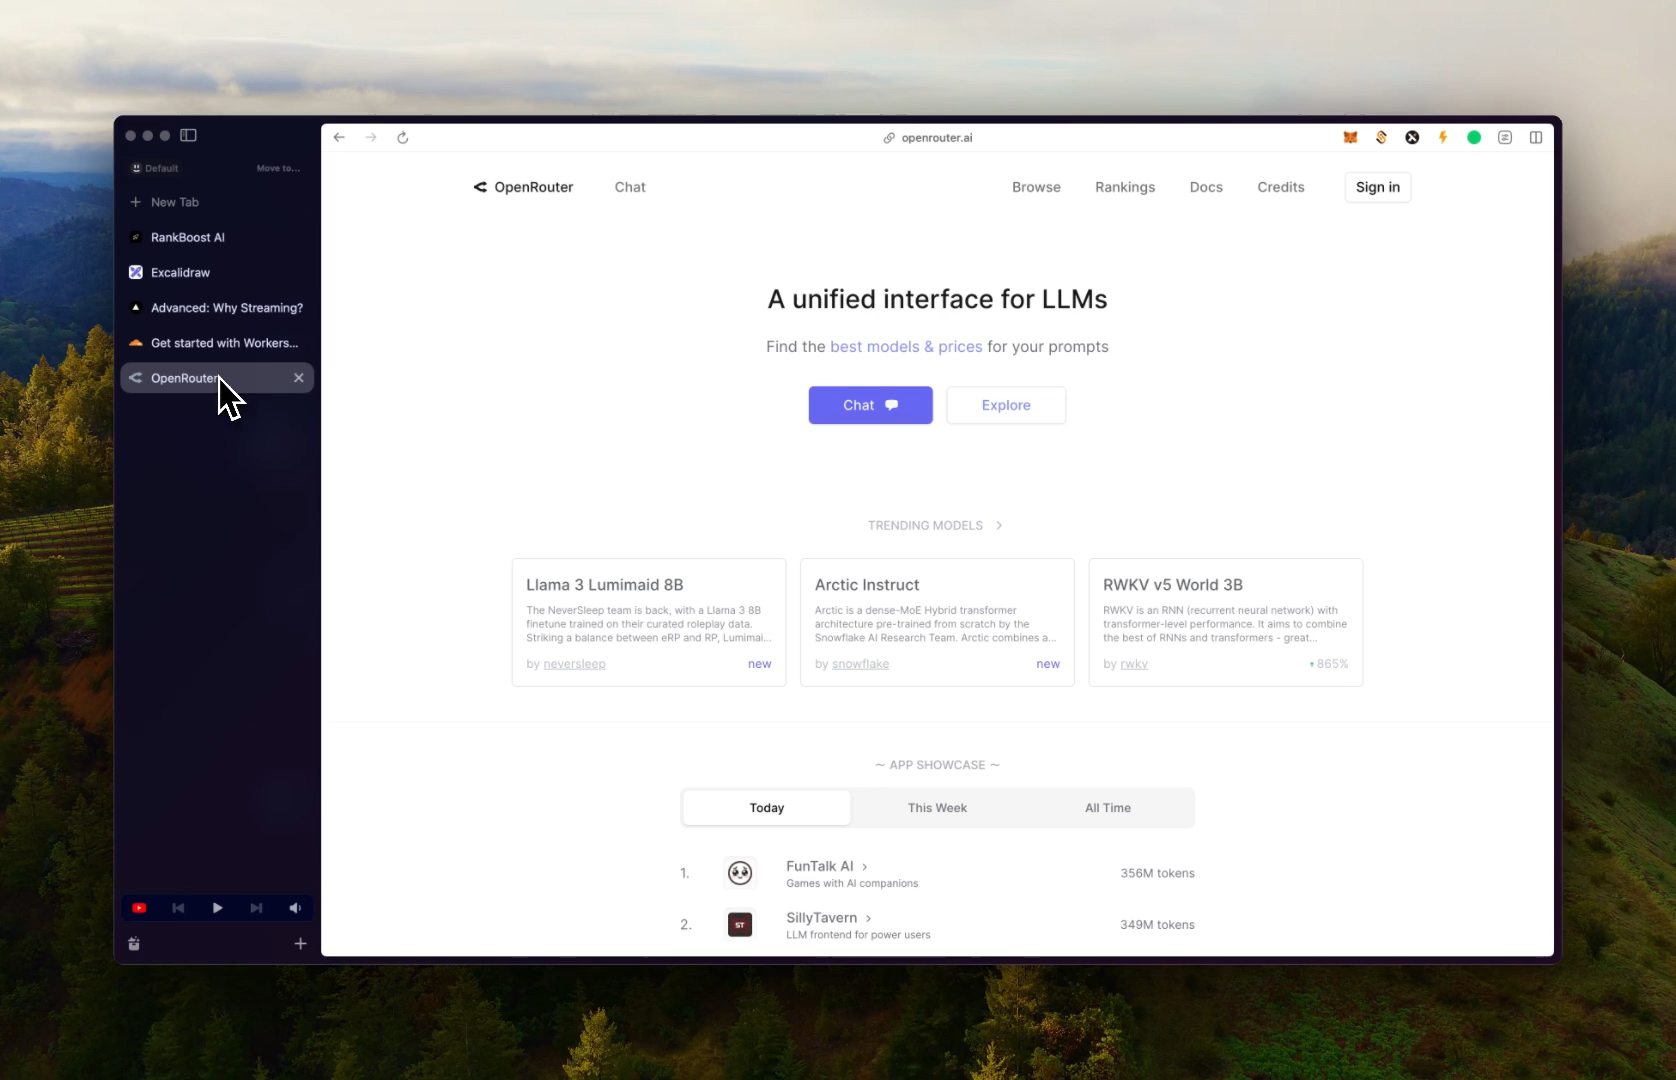 Default
Move to...
New Tab
RankBoost AI
Excalidraw
Advanced: Why Streaming?
Get started with Workers...
OpenRouter
openrouter.ai
OpenRouter
Chat
Browse
Rankings
Docs
Credits
Sign in
A unified interface for LLMs
Find the best models & prices for your prompts
Chat
Explore
TRENDING MODELS
Llama 3 Lumimaid 8B
The NeverSleep team is back, with a Llama 3 8B
finetune trained on their curated roleplay data.
Striking a balance between eRP and RP, Lumimai...
by neversleep
new
Arctic Instruct
Arctic is a dense-MoE Hybrid transformer
architecture pre-trained from scratch by the
Snowflake AI Research Team. Arctic combines a...
by snowflake
new
RWKV v5 World 3B
RWKV is an RNN (recurrent neural network) with
transformer-level performance. It aims to combine
the best of RNNs and transformers - great...
by rwkv
↑ 865%
~ APP SHOWCASE ~
Today
This Week
All Time
1.
FunTalk AI
Games with AI companions
356M tokens
2.
ST
SillyTavern
LLM frontend for power users
349M tokens